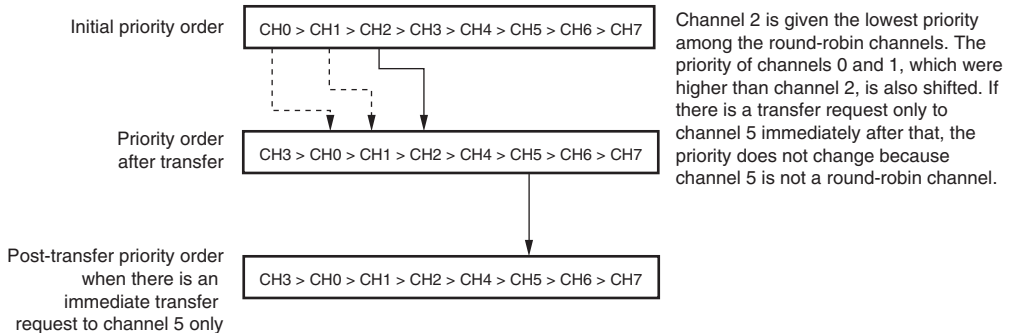 Initial priority order
CH0 > CH1 > CH2 > CH3 > CH4 > CH5 > CH6 > CH7
Channel 2 is given the lowest priority
among the round-robin channels. The
priority of channels 0 and 1, which were
higher than channel 2, is also shifted. If
there is a transfer request only to
channel 5 immediately after that, the
priority does not change because
channel 5 is not a round-robin channel.
Priority order
after transfer
CH3 > CH0 > CH1 > CH2 > CH4 > CH5 > CH6 > CH7
Post-transfer priority order
when there is an
immediate transfer
request to channel 5 only
CH3 > CH0 > CH1 > CH2 > CH4 > CH5 > CH6 > CH7